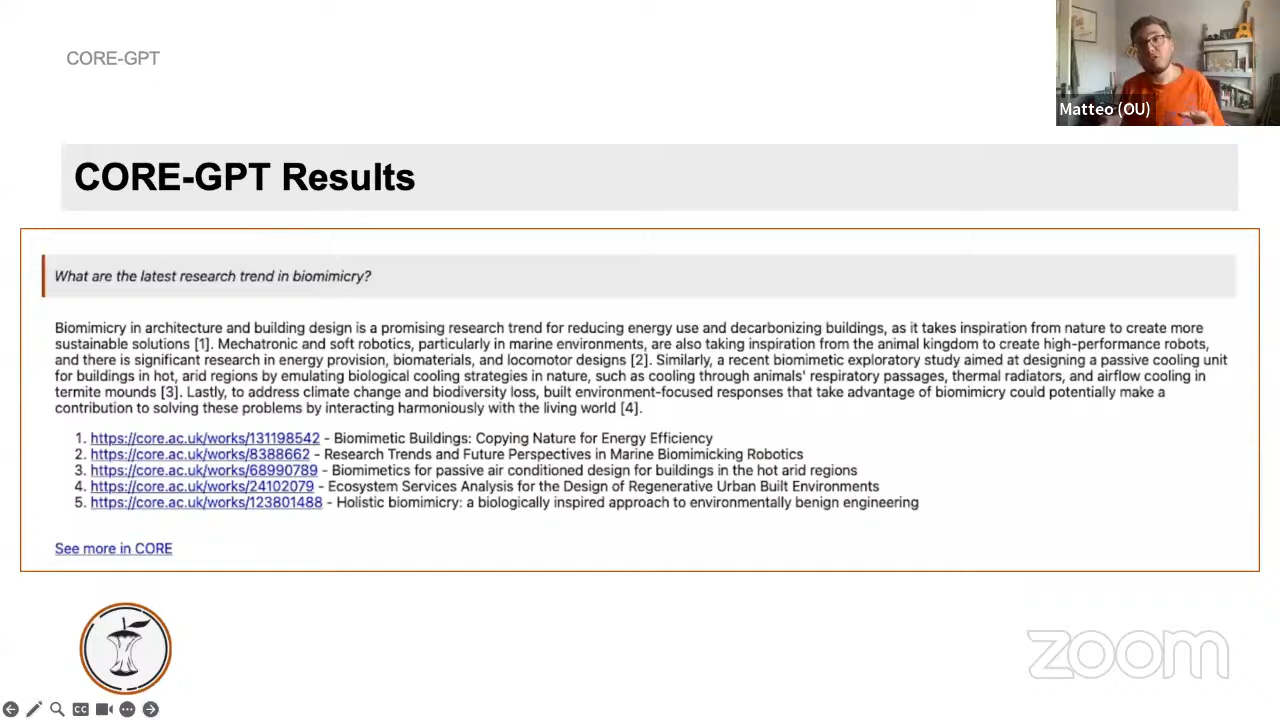 CORE-GPT
Matteo (OU)
CORE-GPT Results
What are the latest research trend in biomimicry?
Biomimicry in architecture and building design is a promising research trend for reducing energy use and decarbonizing buildings, as it takes inspiration from nature to create more
sustainable solutions [1]. Mechatronic and soft robotics, particularly in marine environments, are also taking inspiration from the animal kingdom to create high-performance robots,
and there is significant research in energy provision, biomaterials, and locomotor designs [2]. Similarly, a recent biomimetic exploratory study aimed at designing a passive cooling unit
for buildings in hot, arid regions by emulating biological cooling strategies in nature, such as cooling through animals' respiratory passages, thermal radiators, and airflow cooling in
termite mounds [3]. Lastly, to address climate change and biodiversity loss, built environment-focused responses that take advantage of biomimicry could potentially make a
contribution to solving these problems by interacting harmoniously with the living world [4].
1. https://core.ac.uk/works/131198542 - Biomimetic Buildings: Copying Nature for Energy Efficiency
2. https://core.ac.uk/works/8388662 - Research Trends and Future Perspectives in Marine Biomimicking Robotics
3. https://core.ac.uk/works/68990789 - Biomimetics for passive air conditioned design for buildings in the hot arid regions
4. https://core.ac.uk/works/24102079 - Ecosystem Services Analysis for the Design of Regenerative Urban Built Environments
5. https://core.ac.uk/works/123801488 - Holistic biomimicry: a biologically inspired approach to environmentally benign engineering
See more in CORE
zoom
CC